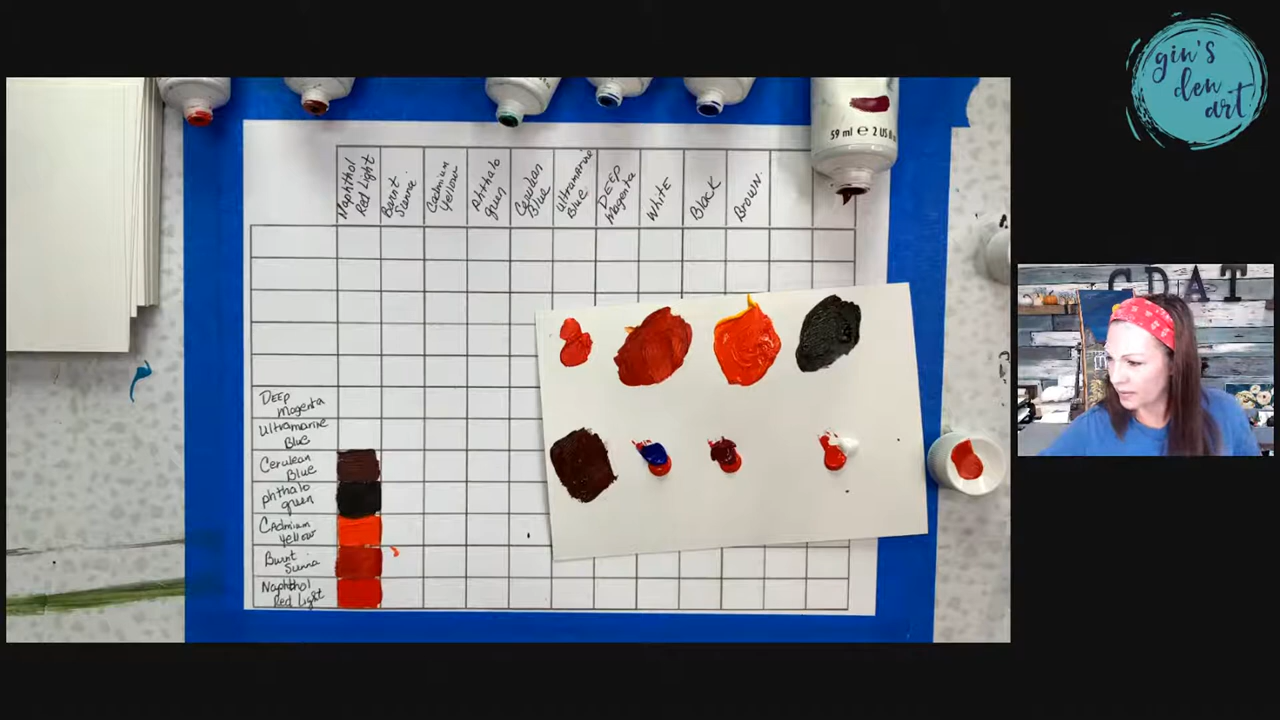 gin's
den
art
59 ml e 2 US
Naphthol
Red Light
Burnt
Sinna
Cadmium
Yellow
Phthalo
green
Cerulean
Blue
Ultramarine
Blue
DEEP
Magenta
WHITE
BLACK
BROWN.
DEEP
Magenta
Ultramarine
Blue
Cerulean
Blue
phthalo
green
Cadmium
Yellow
Burnt
Sinna
Naphthol
Red Light